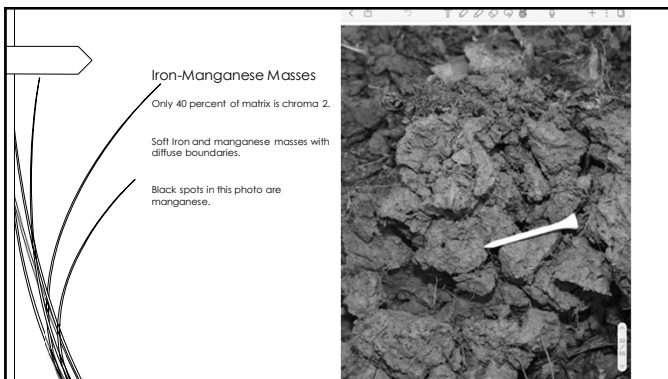 Iron-Manganese Masses
Only 40 percent of matrix is chroma 2.
Soft Iron and manganese masses with
diffuse boundaries.
Black spots in this photo are
manganese.